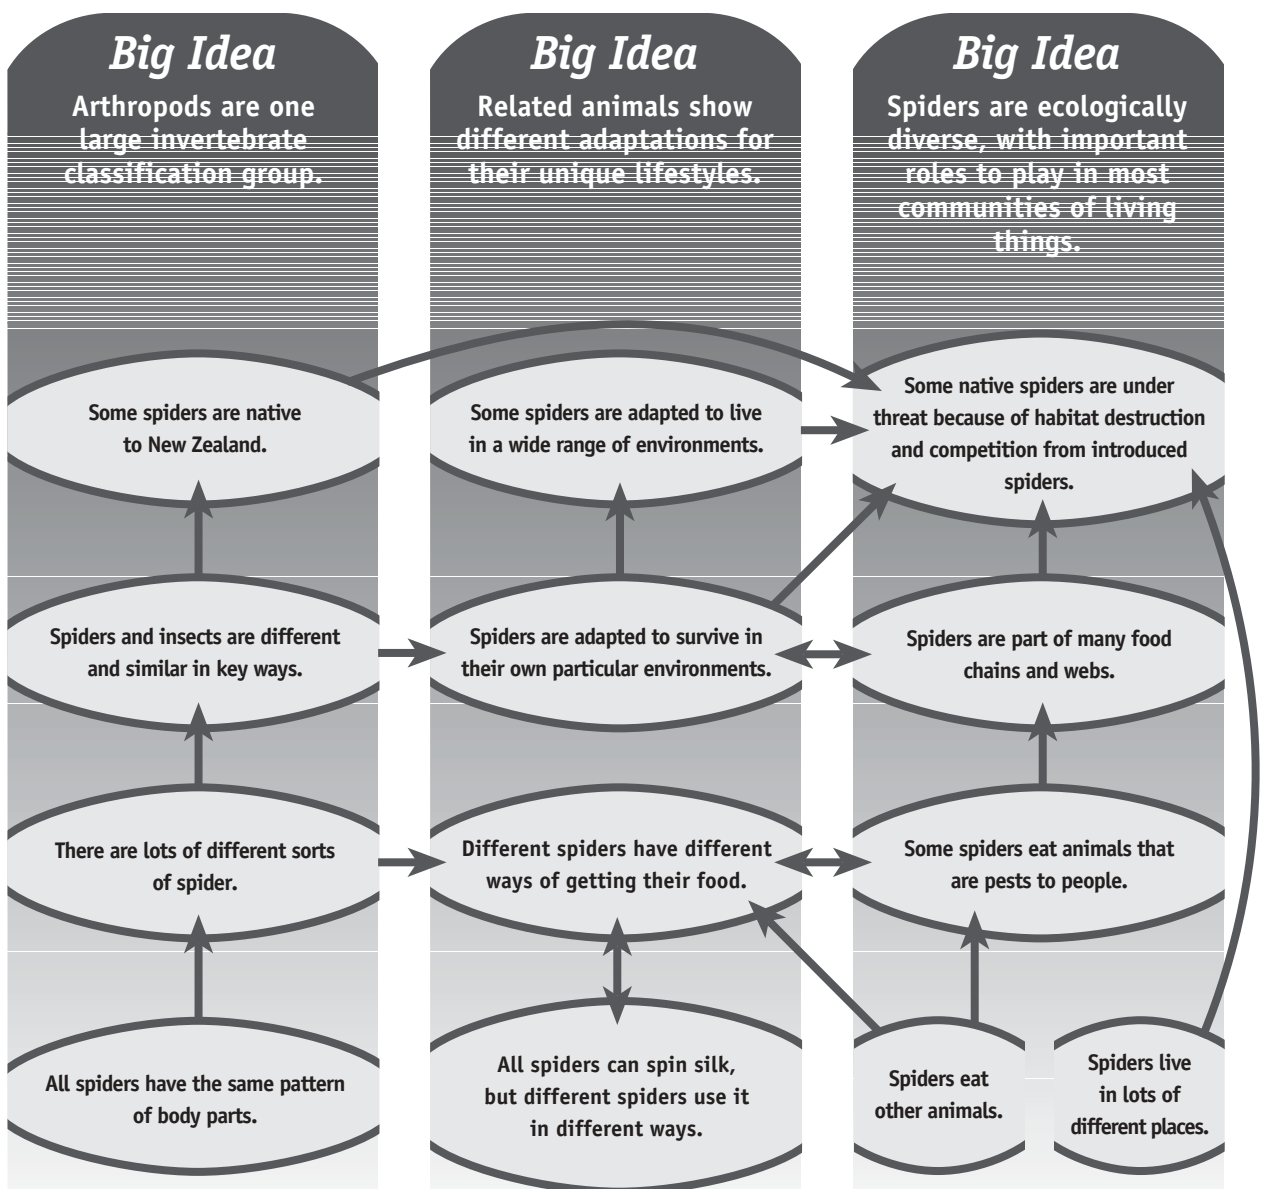 Big Idea
Arthropods are one
large invertebrate
classification group.
Some spiders are native
to New Zealand.
Spiders and insects are different
and similar in key ways.
There are lots of different sorts
of spider.
All spiders have the same pattern
of body parts.
Big Idea
Related animals show
different adaptations for
their unique lifestyles.
Some spiders are adapted to live
in a wide range of environments.
Spiders are adapted to survive in
their own particular environments.
Different spiders have different
ways of getting their food.
All spiders can spin silk,
but different spiders use it
in different ways.
Big Idea
Spiders are ecologically
diverse, with important
roles to play in most
communities of living
things.
Some native spiders are under
threat because of habitat destruction
and competition from introduced
spiders.
Spiders are part of many food
chains and webs.
Some spiders eat animals that
are pests to people.
Spiders eat
other animals.
Spiders live
in lots of
different places.